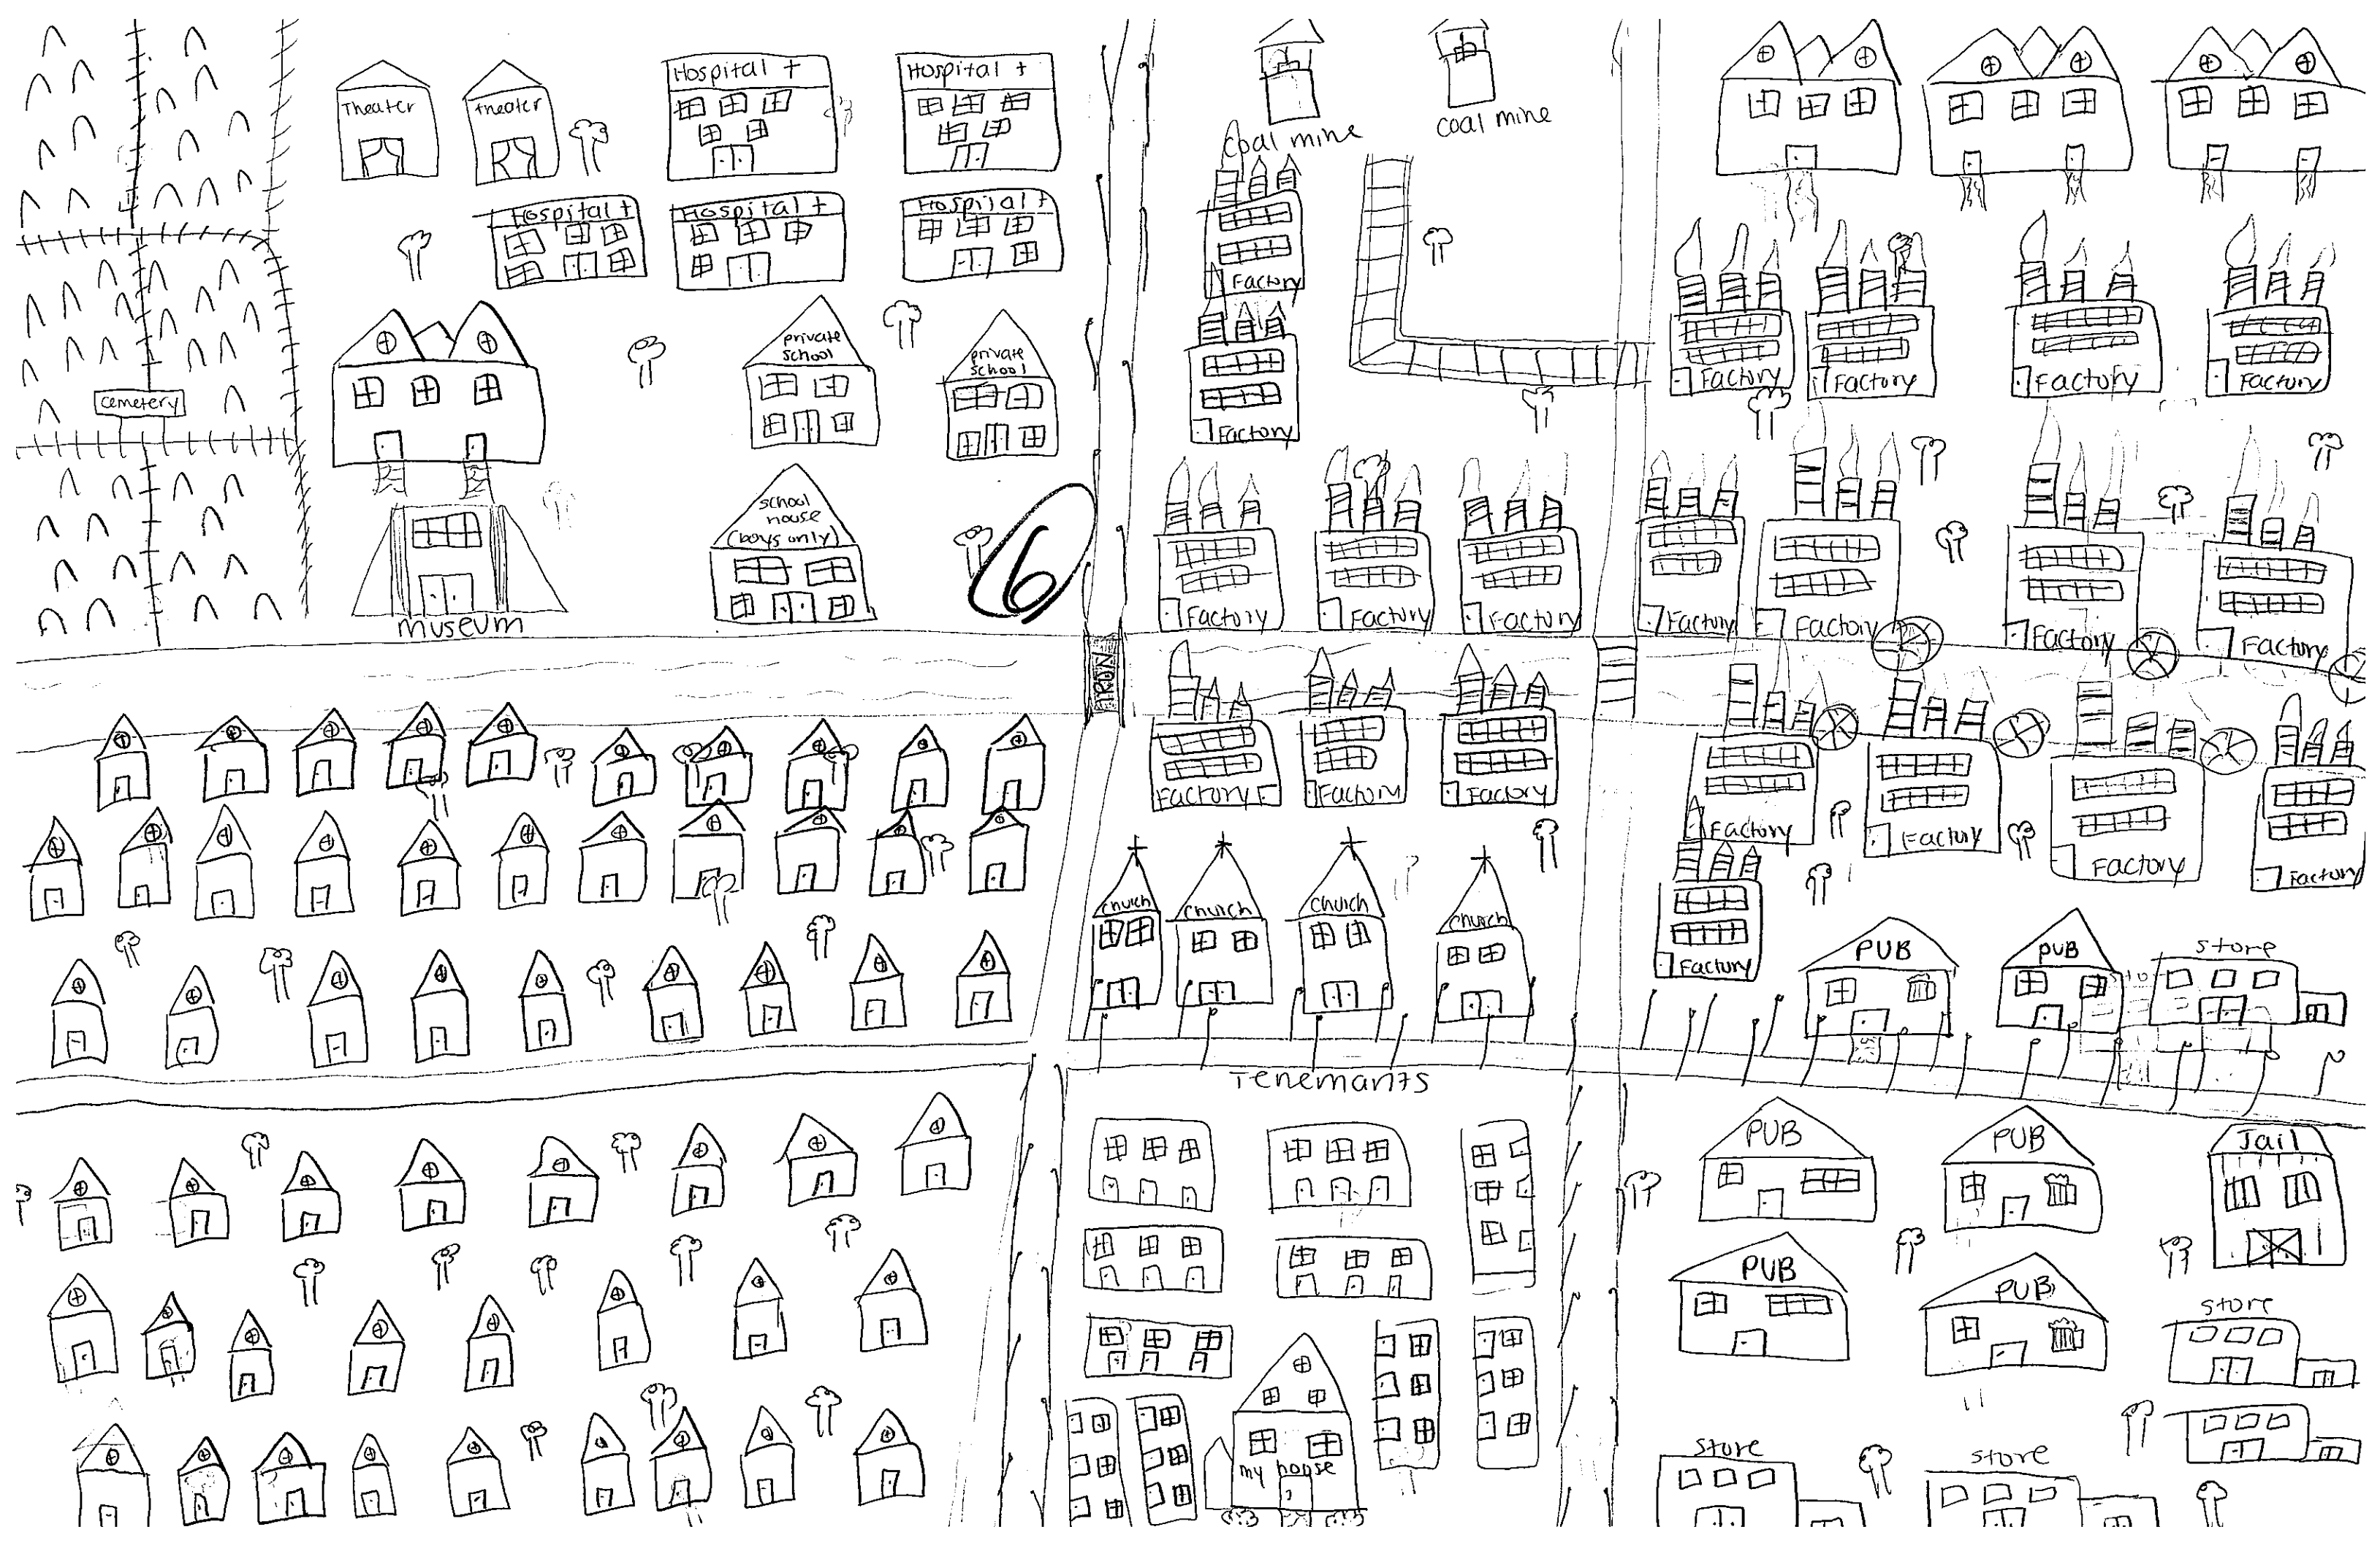 Theater
theater
Hospital +
Hospital +
Hospital +
Hospital +
Hospital +
cemetery
private
school
private
school
school
house
(boys only)
6
museum
coal mine
coal mine
Factory
Factory
Factory
Factory
Factory
Factory
Factory
Factory
Factory
Factory
Factory
Factory
Factory
IRON
Factory F
Factory
Factory
Factory
Factory
Factory
Factory
Factory
church
church
church
church
PUB
PUB
store
Tenemants
PUB
PUB
Jail
PUB
PUB
store
my house
store
store